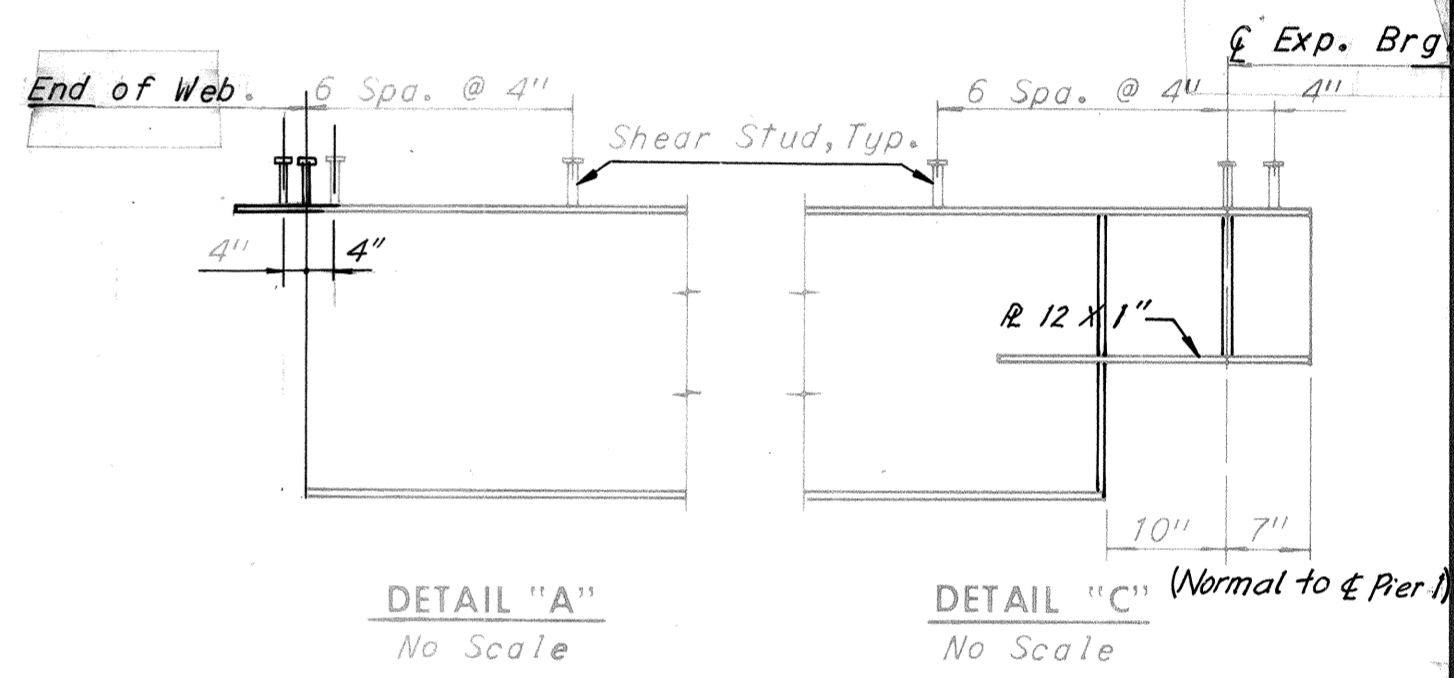 ℄ Exp. Brg.
End of Web.
6 Spa. @ 4"
6 Spa. @ 4"
4"
Shear Stud, Typ.
4"
4"
℞ 12 X 1"
10"
7"
(Normal to ℄ Pier 1)
DETAIL "A"
No Scale
DETAIL "C"
No Scale